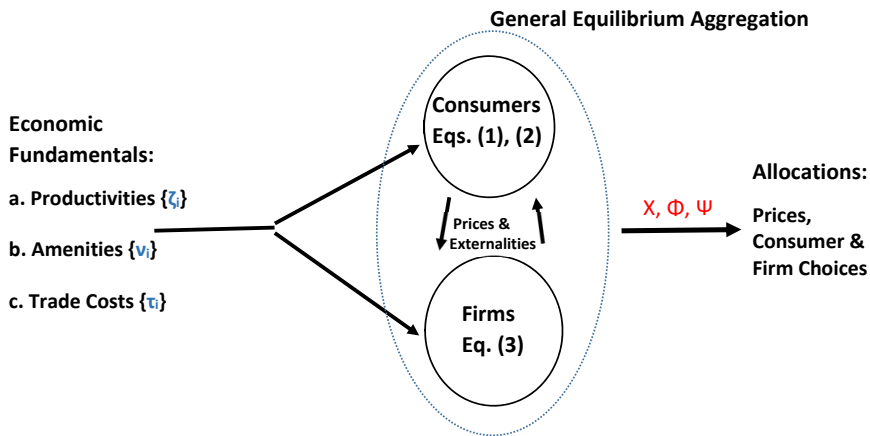 General Equilibrium Aggregation
Economic
Fundamentals:
a. Productivities {ζᵢ}
b. Amenities {νᵢ}
c. Trade Costs {τᵢ}
Consumers
Eqs. (1), (2)
Prices &
Externalities
Firms
Eq. (3)
Χ, Φ, Ψ
Allocations:
Prices,
Consumer &
Firm Choices